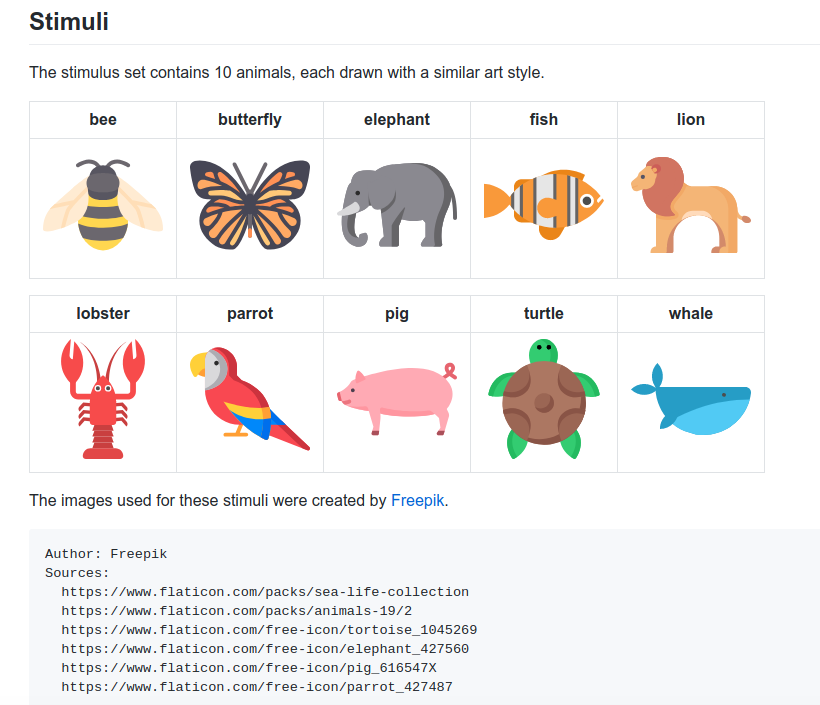 Stimuli
The stimulus set contains 10 animals, each drawn with a similar art style.
bee butterfly elephant fish lion
lobster parrot pig turtle whale
The images used for these stimuli were created by Freepik.
Author: Freepik
Sources:
https://www.flaticon.com/packs/sea-life-collection
https://www.flaticon.com/packs/animals-19/2
https://www.flaticon.com/free-icon/tortoise_1045269
https://www.flaticon.com/free-icon/elephant_427560
https://www.flaticon.com/free-icon/pig_616547X
https://www.flaticon.com/free-icon/parrot_427487